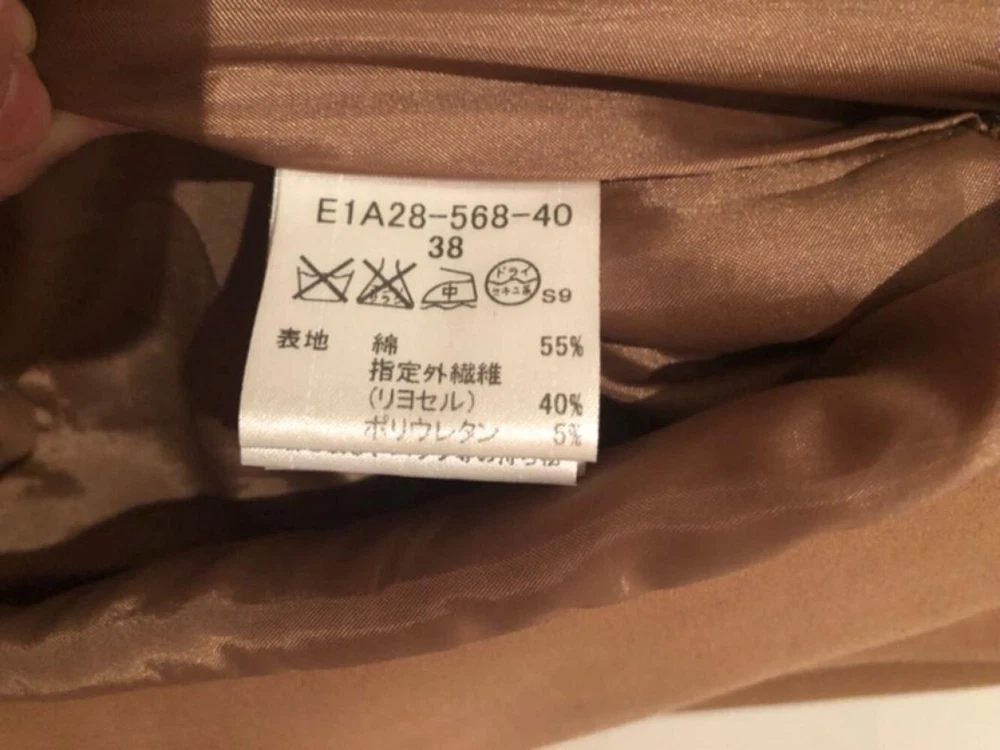 E1A28-568-40
38
中 ドライ セキユ系 S9
表地 綿 55%
指定外繊維
(リヨセル) 40%
ポリウレタン 5%